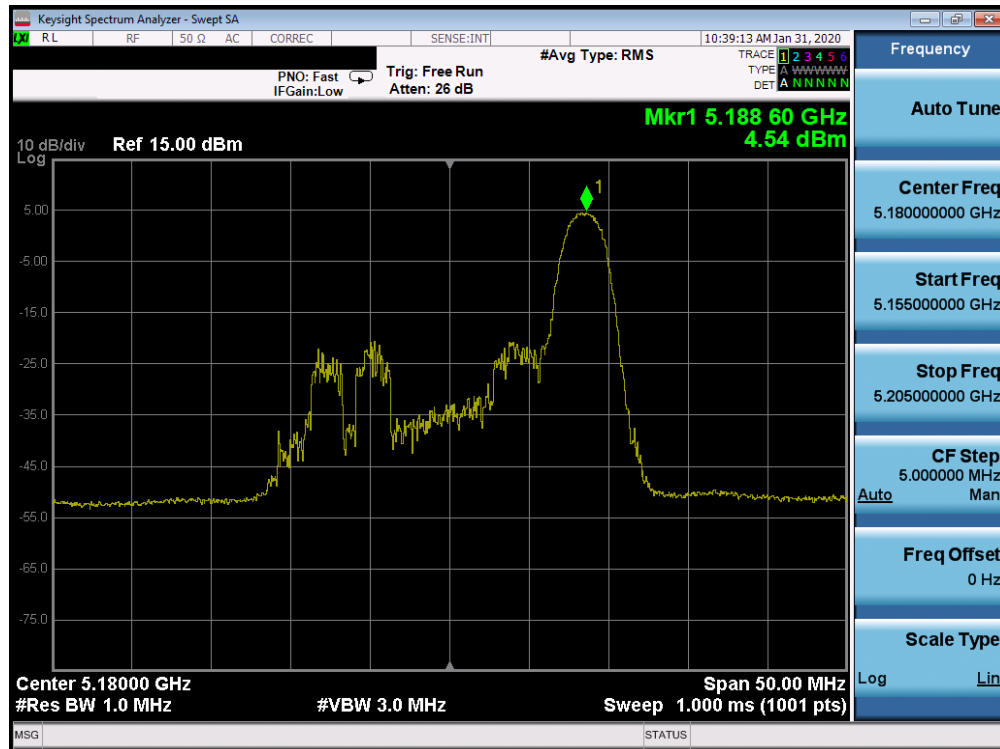 Keysight Spectrum Analyzer - Swept SA
LXI RL RF 50 Ω AC CORREC SENSE:INT 10:39:13 AM Jan 31, 2020
#Avg Type: RMS
TRACE 1 2 3 4 5 6
TYPE A WWWWW
DET A N N N N N
PNO: Fast
IFGain:Low
Trig: Free Run
Atten: 26 dB
Mkr1 5.188 60 GHz
4.54 dBm
10 dB/div
Log
Ref 15.00 dBm
1
5.00
-5.00
-15.0
-25.0
-35.0
-45.0
-55.0
-65.0
-75.0
Center 5.18000 GHz
Span 50.00 MHz
#Res BW 1.0 MHz
#VBW 3.0 MHz
Sweep 1.000 ms (1001 pts)
MSG
STATUS
Frequency
Auto Tune
Center Freq
5.180000000 GHz
Start Freq
5.155000000 GHz
Stop Freq
5.205000000 GHz
CF Step
5.000000 MHz
Auto Man
Freq Offset
0 Hz
Scale Type
Log Lin